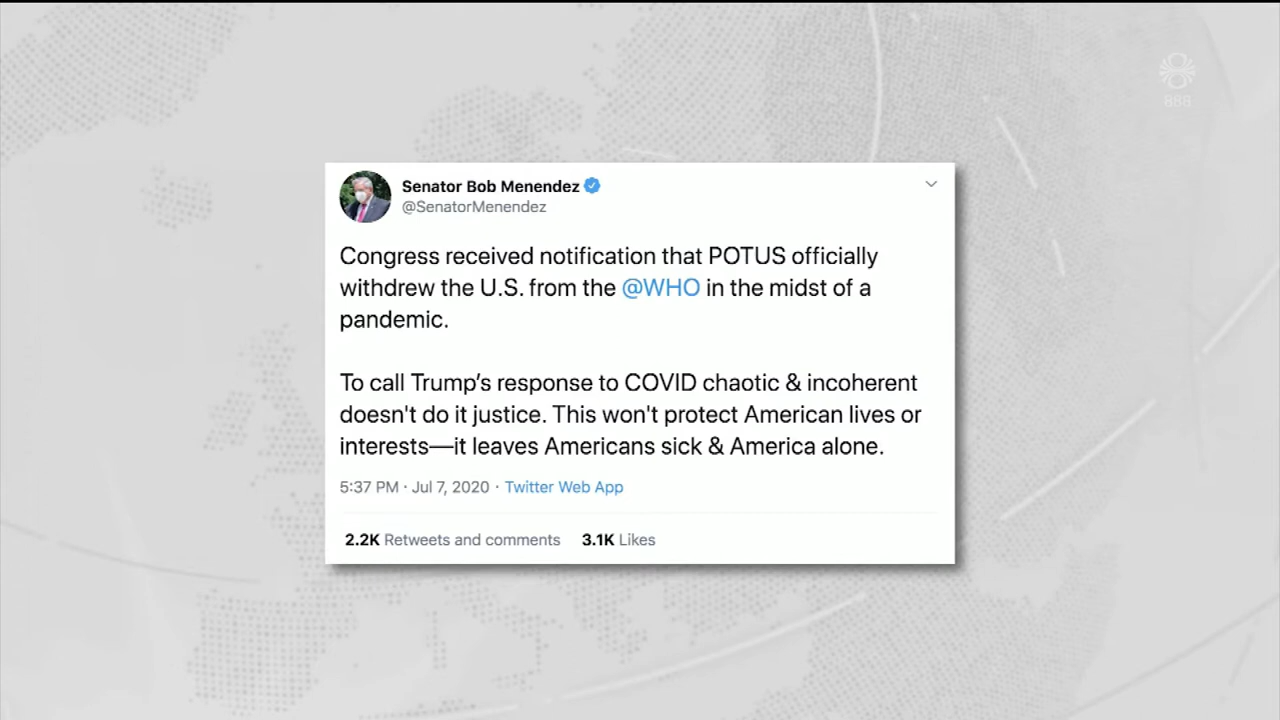 888
Senator Bob Menendez
@SenatorMenendez
Congress received notification that POTUS officially
withdrew the U.S. from the @WHO in the midst of a
pandemic.
To call Trump’s response to COVID chaotic & incoherent
doesn't do it justice. This won't protect American lives or
interests—it leaves Americans sick & America alone.
5:37 PM · Jul 7, 2020 · Twitter Web App
2.2K Retweets and comments 3.1K Likes